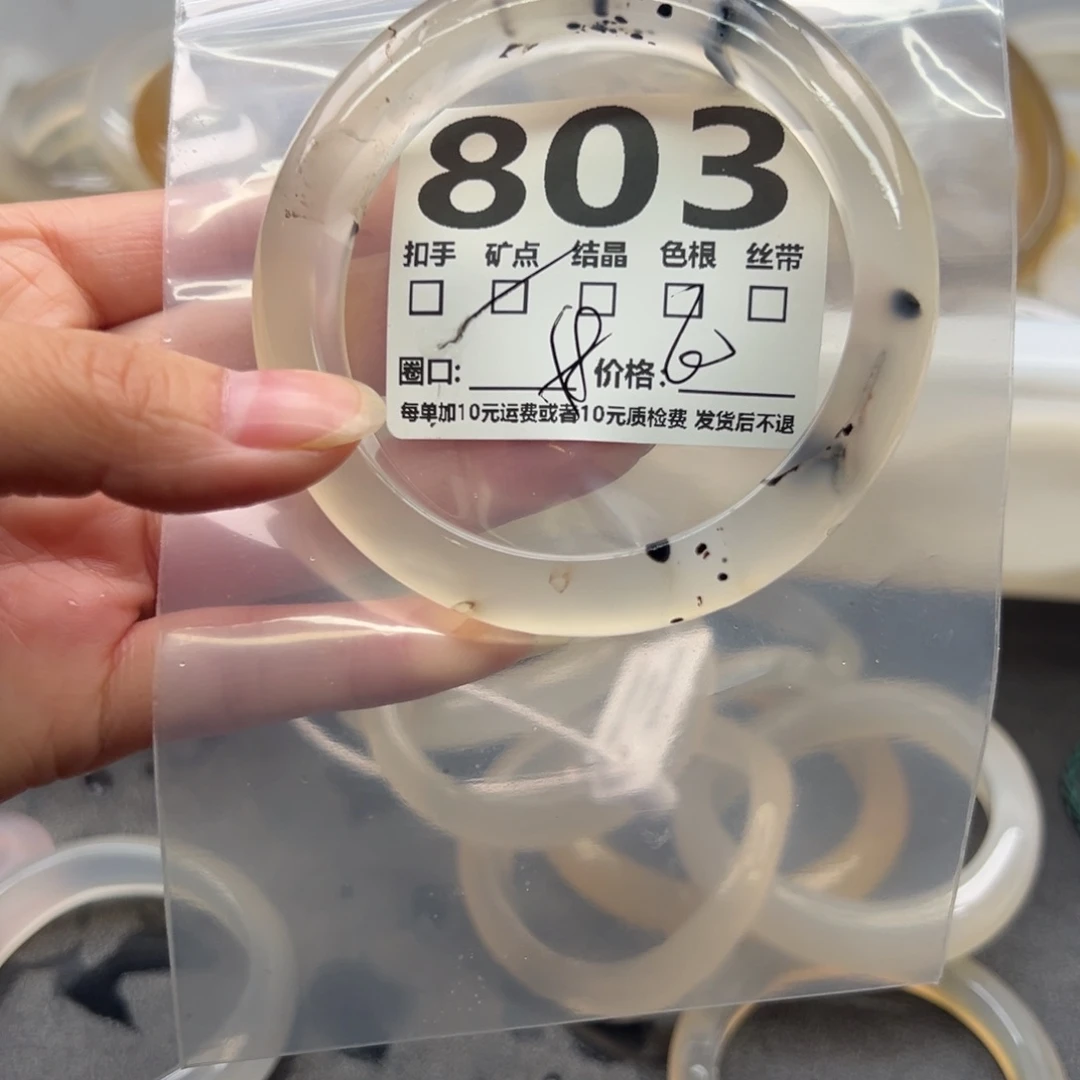 803
扣手 矿点 结晶 色根 丝带
圈口: 价格:
每单加10元运费或者10元质检费 发货后不退